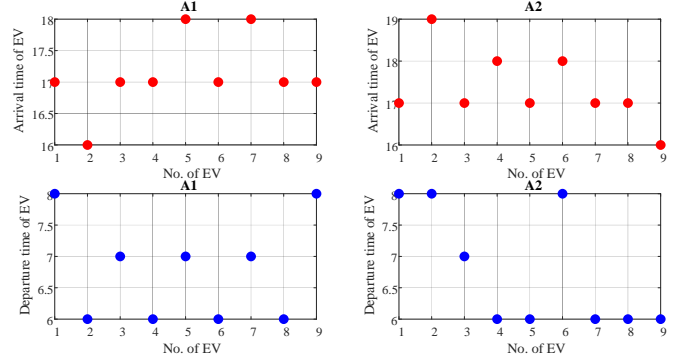 A1
Arrival time of EV
18
17.5
17
16.5
16
1 2 3 4 5 6 7 8 9
No. of EV
A2
Arrival time of EV
19
18
17
16
1 2 3 4 5 6 7 8 9
No. of EV
A1
Departure time of EV
8
7.5
7
6.5
6
1 2 3 4 5 6 7 8 9
No. of EV
A2
Departure time of EV
8
7.5
7
6.5
6
1 2 3 4 5 6 7 8 9
No. of EV